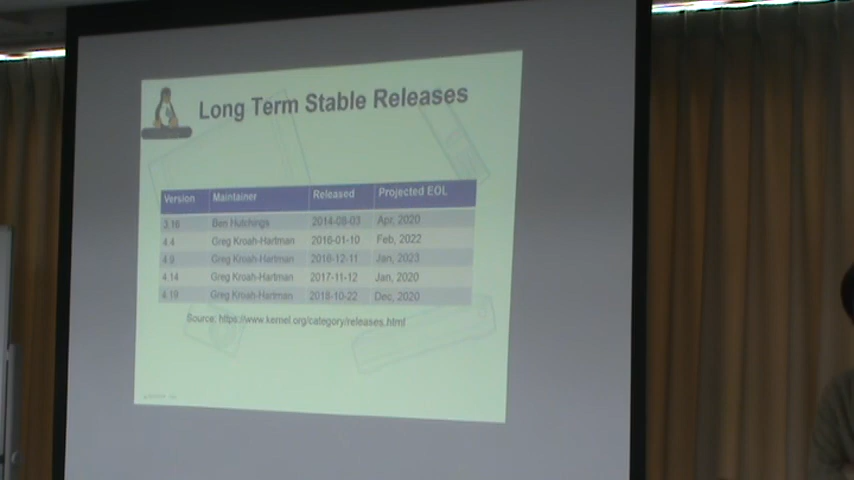 Long Term Stable Releases
Version Maintainer Released Projected EOL
3.16 Ben Hutchings 2014-08-03 Apr, 2020
4.4 Greg Kroah-Hartman 2016-01-10 Feb, 2022
4.9 Greg Kroah-Hartman 2016-12-11 Jan, 2023
4.14 Greg Kroah-Hartman 2017-11-12 Jan, 2020
4.19 Greg Kroah-Hartman 2018-10-22 Dec, 2020
Source: https://www.kernel.org/category/releases.html